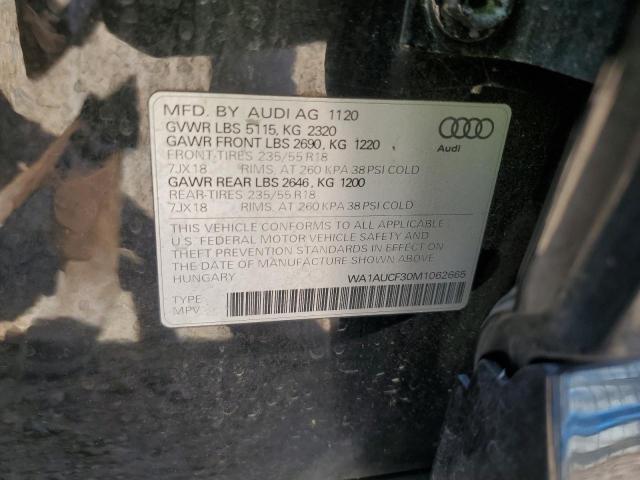 MFD. BY AUDI AG 1120
GVWR LBS 5115, KG 2320
GAWR FRONT LBS 2690, KG 1220
FRONT-TIRES 235/55 R18
7JX18 RIMS, AT 260 KPA 38 PSI COLD
GAWR REAR LBS 2646, KG 1200
REAR-TIRES 235/55 R18
7JX18 RIMS, AT 260 KPA 38 PSI COLD
Audi
THIS VEHICLE CONFORMS TO ALL APPLICABLE
U.S. FEDERAL MOTOR VEHICLE SAFETY AND
THEFT PREVENTION STANDARDS IN EFFECT ON
THE DATE OF MANUFACTURE SHOWN ABOVE.
HUNGARY WA1AUCF30M1062665
TYPE
MPV